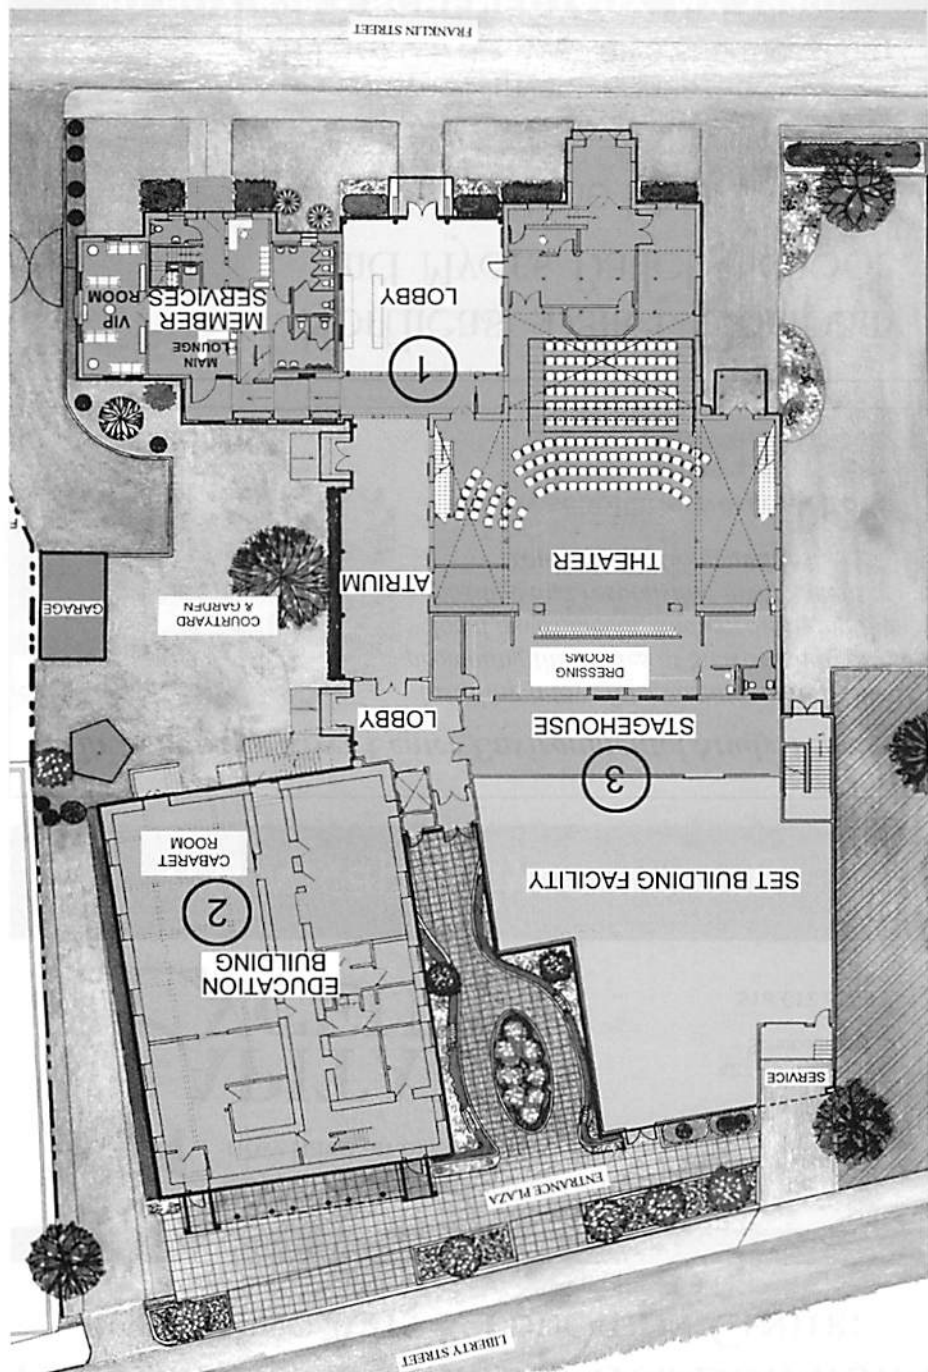 LIBERTY STREET
ENTRANCE PLAZA
SERVICE
EDUCATION
BUILDING
2
CABARET
ROOM
SET BUILDING FACILITY
3
STAGEHOUSE
LOBBY
DRESSING
ROOMS
COURTYARD
& GARDEN
GARAGE
ATRIUM
THEATER
1
LOBBY
MAIN
LOUNGE
MEMBER
SERVICES
VIP
ROOM
FRANKLIN STREET